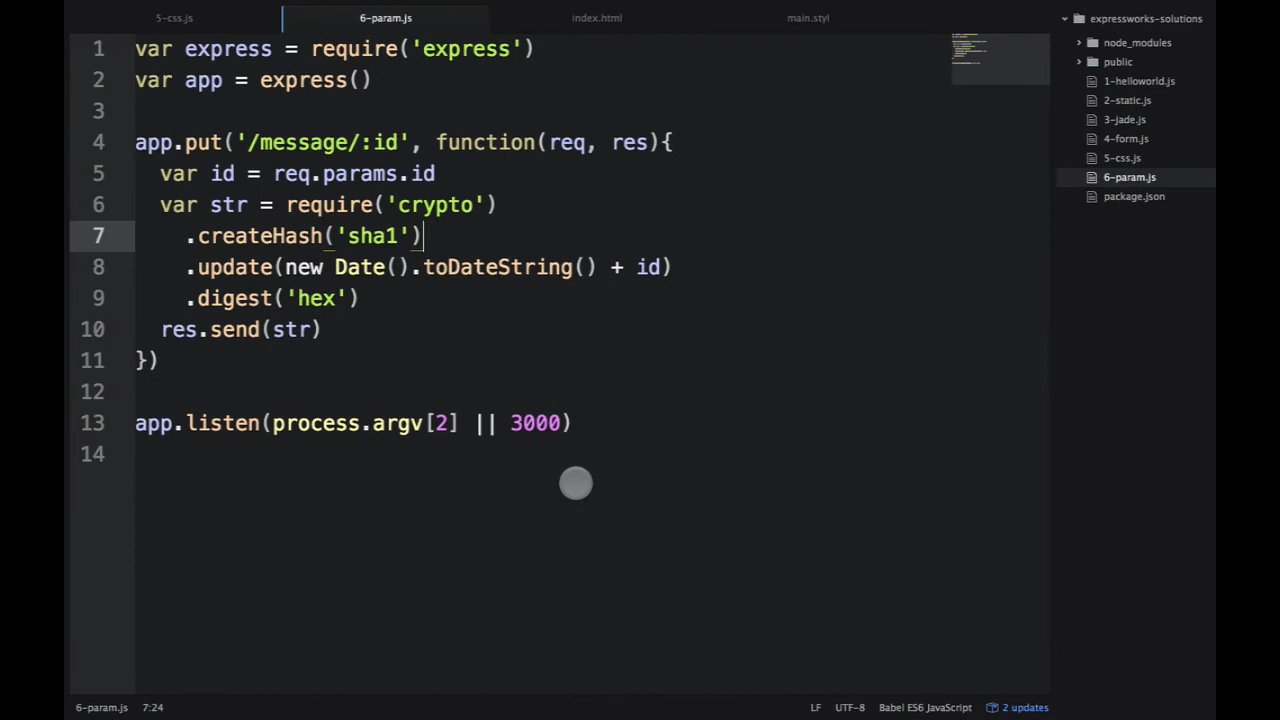 5-css.js
6-param.js
index.html
main.styl
1 var express = require('express')
2 var app = express()
3
4 app.put('/message/:id', function(req, res){
5   var id = req.params.id
6   var str = require('crypto')
7     .createHash('sha1')
8     .update(new Date().toDateString() + id)
9     .digest('hex')
10   res.send(str)
11 })
12
13 app.listen(process.argv[2] || 3000)
14
expressworks-solutions
node_modules
public
1-helloworld.js
2-static.js
3-jade.js
4-form.js
5-css.js
6-param.js
package.json
6-param.js 7:24
LF UTF-8 Babel ES6 JavaScript 2 updates